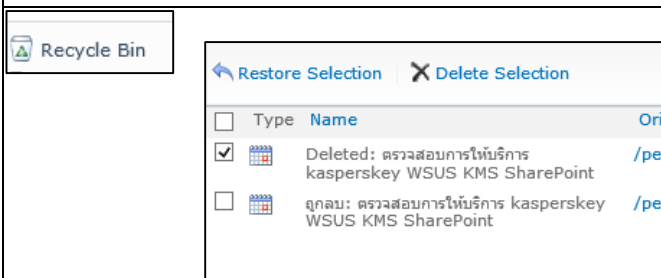 Recycle Bin
Restore Selection
Delete Selection
Type Name Ori
Deleted: ตรวจสอบการให้บริการ /pe
kasperskey WSUS KMS SharePoint
ถูกลบ: ตรวจสอบการให้บริการ kasperskey /pe
WSUS KMS SharePoint